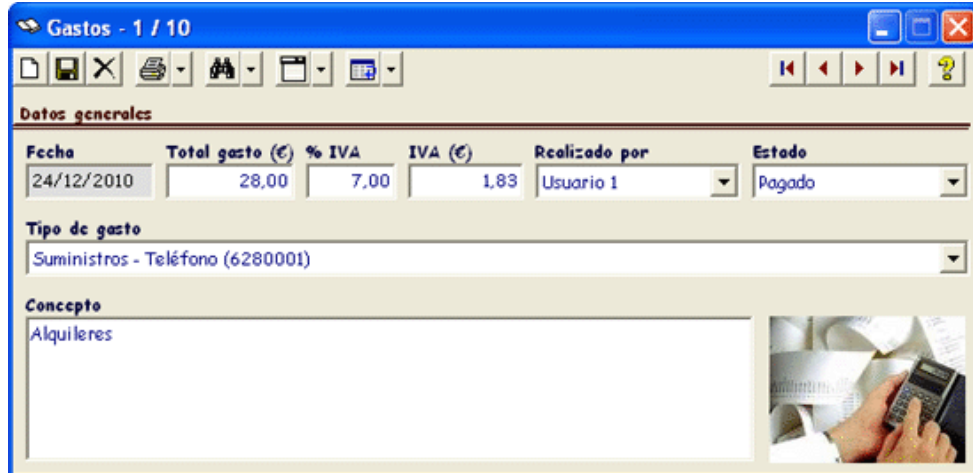 Gastos - 1 / 10
Datos generales
Fecha Total gasto (€) % IVA IVA (€) Realizado por Estado
24/12/2010 28,00 7,00 1,83 Usuario 1 Pagado
Tipo de gasto
Suministros - Teléfono (6280001)
Concepto
Alquileres